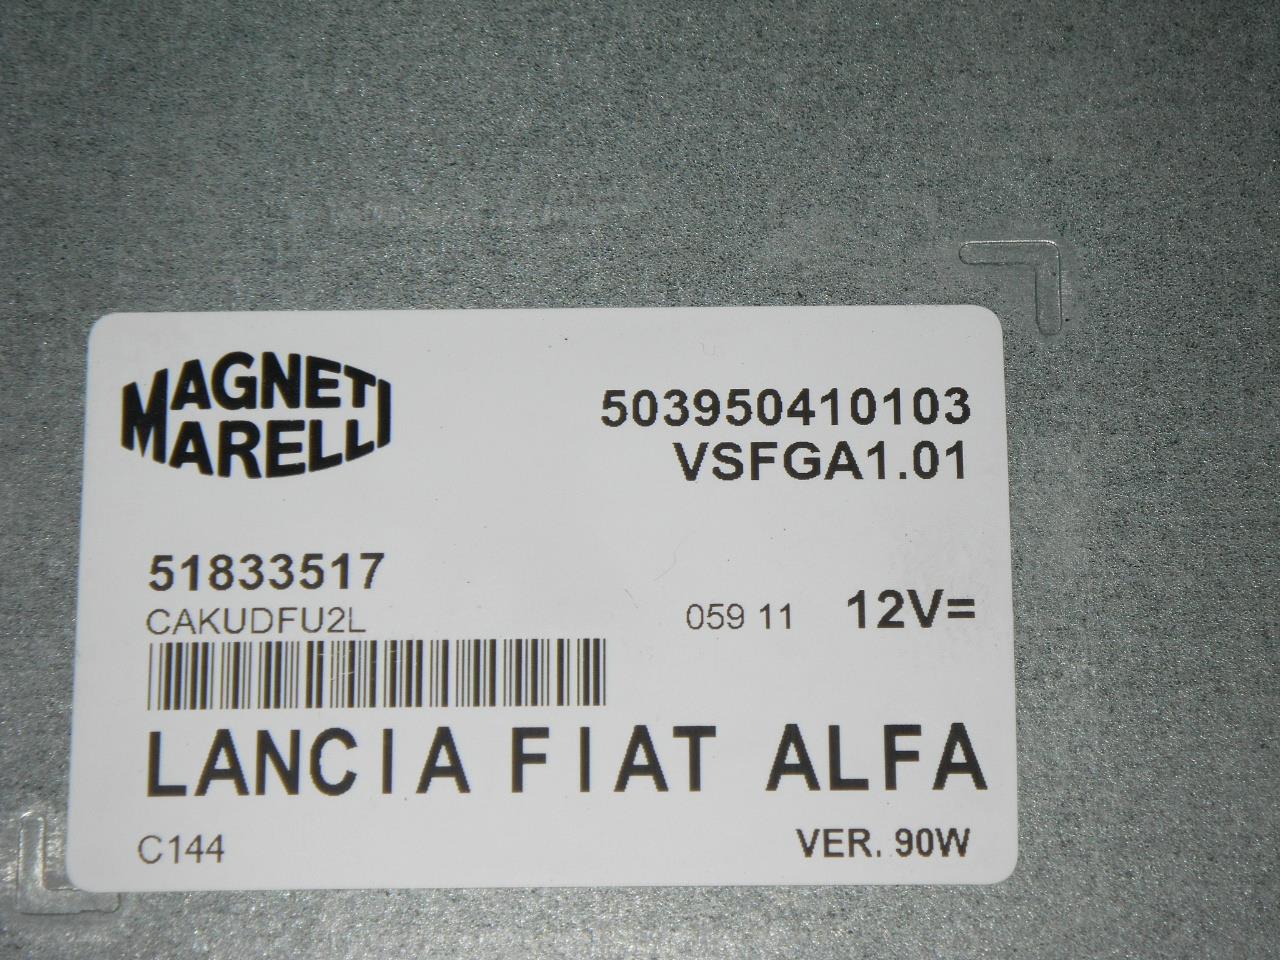 MAGNETI
MARELLI
503950410103
VSFGA1.01
51833517
CAKUDFU2L
059 11
12V=
LANCIA FIAT ALFA
C144
VER. 90W